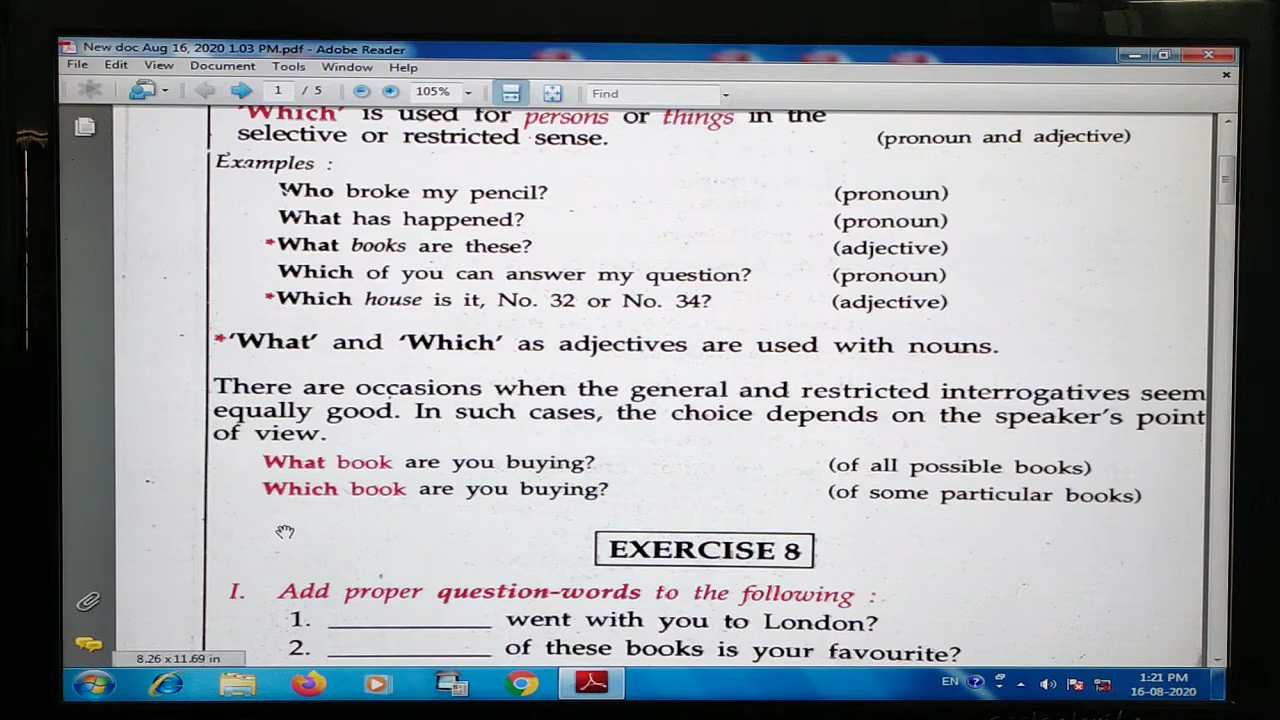 New doc Aug 16, 2020 1.03 PM.pdf - Adobe Reader
File Edit View Document Tools Window Help
1 / 5 105% Find
'Which' is used for persons or things in the
selective or restricted sense. (pronoun and adjective)
Examples :
Who broke my pencil? (pronoun)
What has happened? (pronoun)
*What books are these? (adjective)
Which of you can answer my question? (pronoun)
*Which house is it, No. 32 or No. 34? (adjective)
*'What' and 'Which' as adjectives are used with nouns.
There are occasions when the general and restricted interrogatives seem
equally good. In such cases, the choice depends on the speaker's point
of view.
What book are you buying? (of all possible books)
Which book are you buying? (of some particular books)
EXERCISE 8
I. Add proper question-words to the following :
1. __________ went with you to London?
2. __________ of these books is your favourite?
8.26 x 11.69 in
EN 1:21 PM
16-08-2020